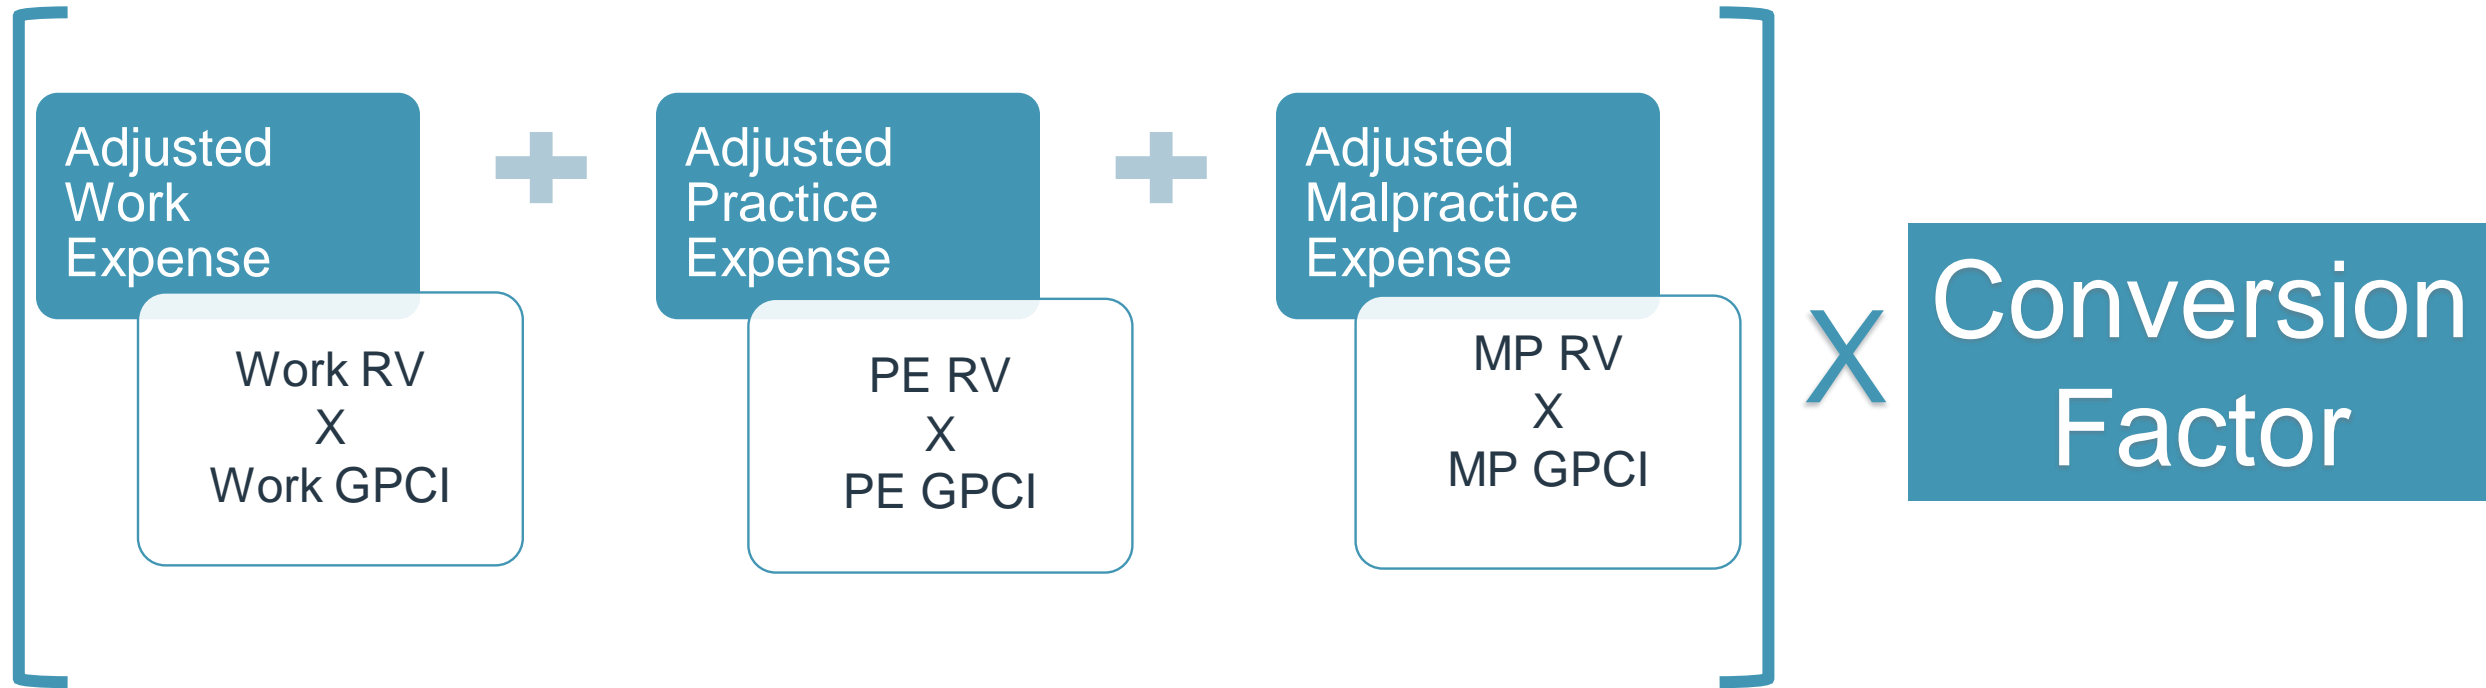 Adjusted
Work
Expense
Work RV
X
Work GPCI
Adjusted
Practice
Expense
PE RV
X
PE GPCI
Adjusted
Malpractice
Expense
MP RV
X
MP GPCI
X
Conversion
Factor